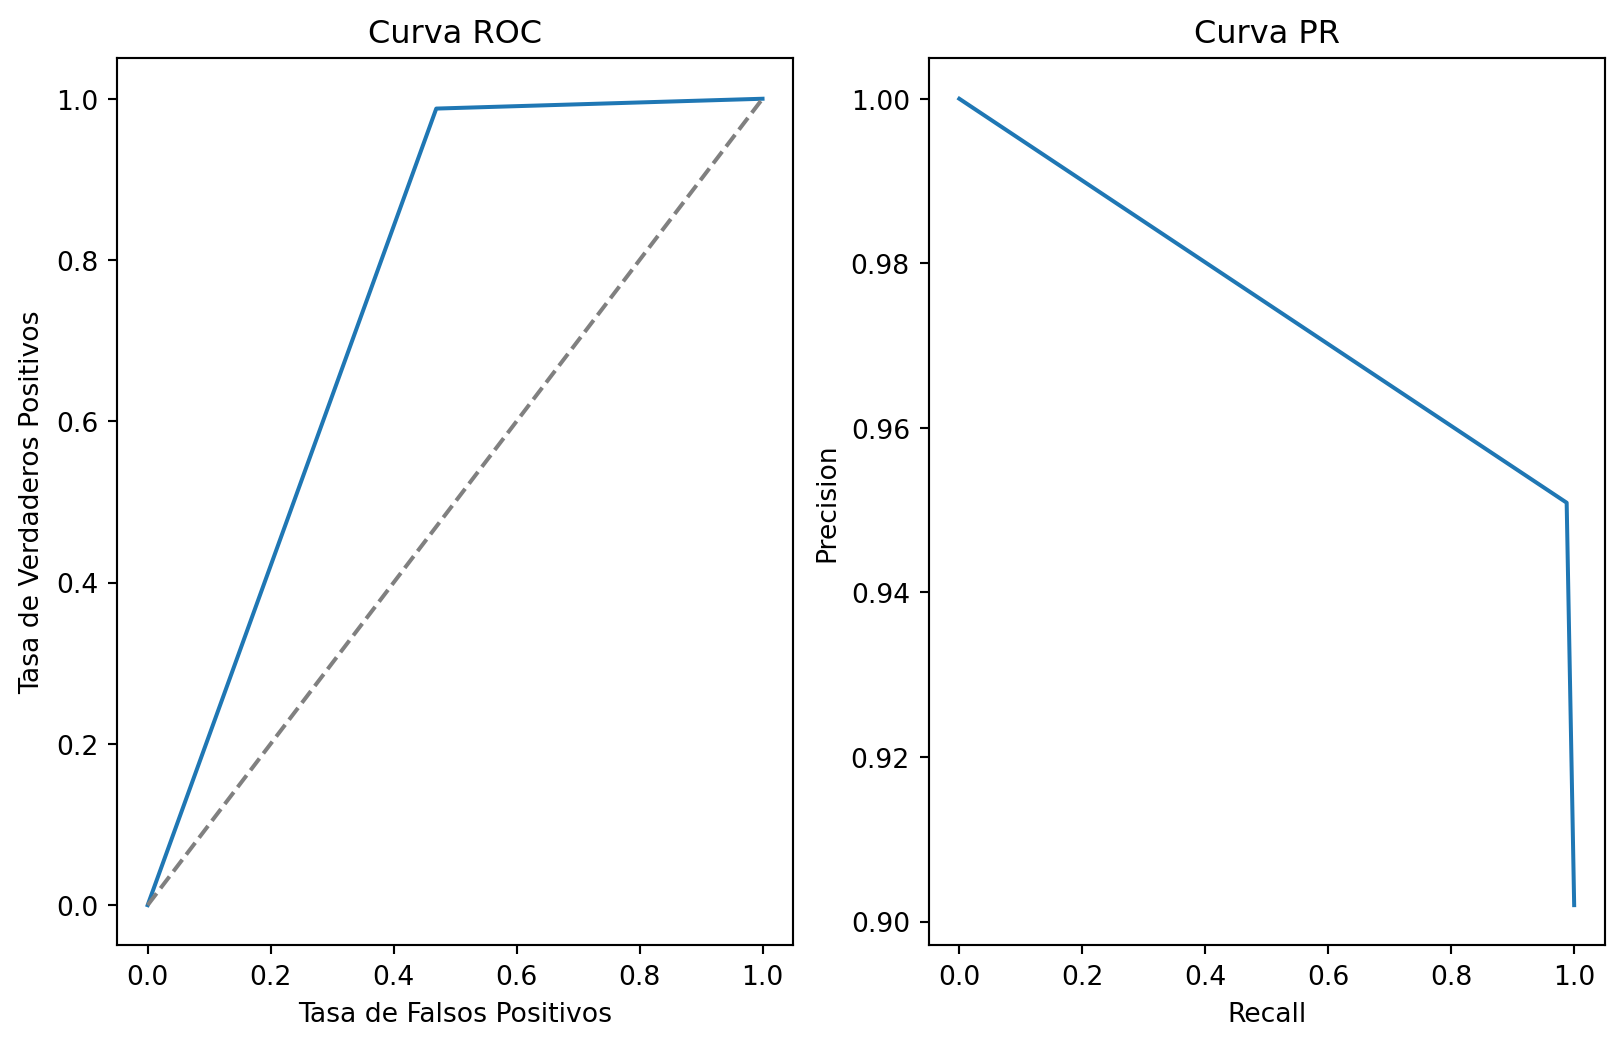 Curva ROC
1.0
0.8
0.6
0.4
0.2
0.0
Tasa de Verdaderos Positivos
0.0 0.2 0.4 0.6 0.8 1.0
Tasa de Falsos Positivos
Curva PR
1.00
0.98
0.96
0.94
0.92
0.90
Precision
0.0 0.2 0.4 0.6 0.8 1.0
Recall